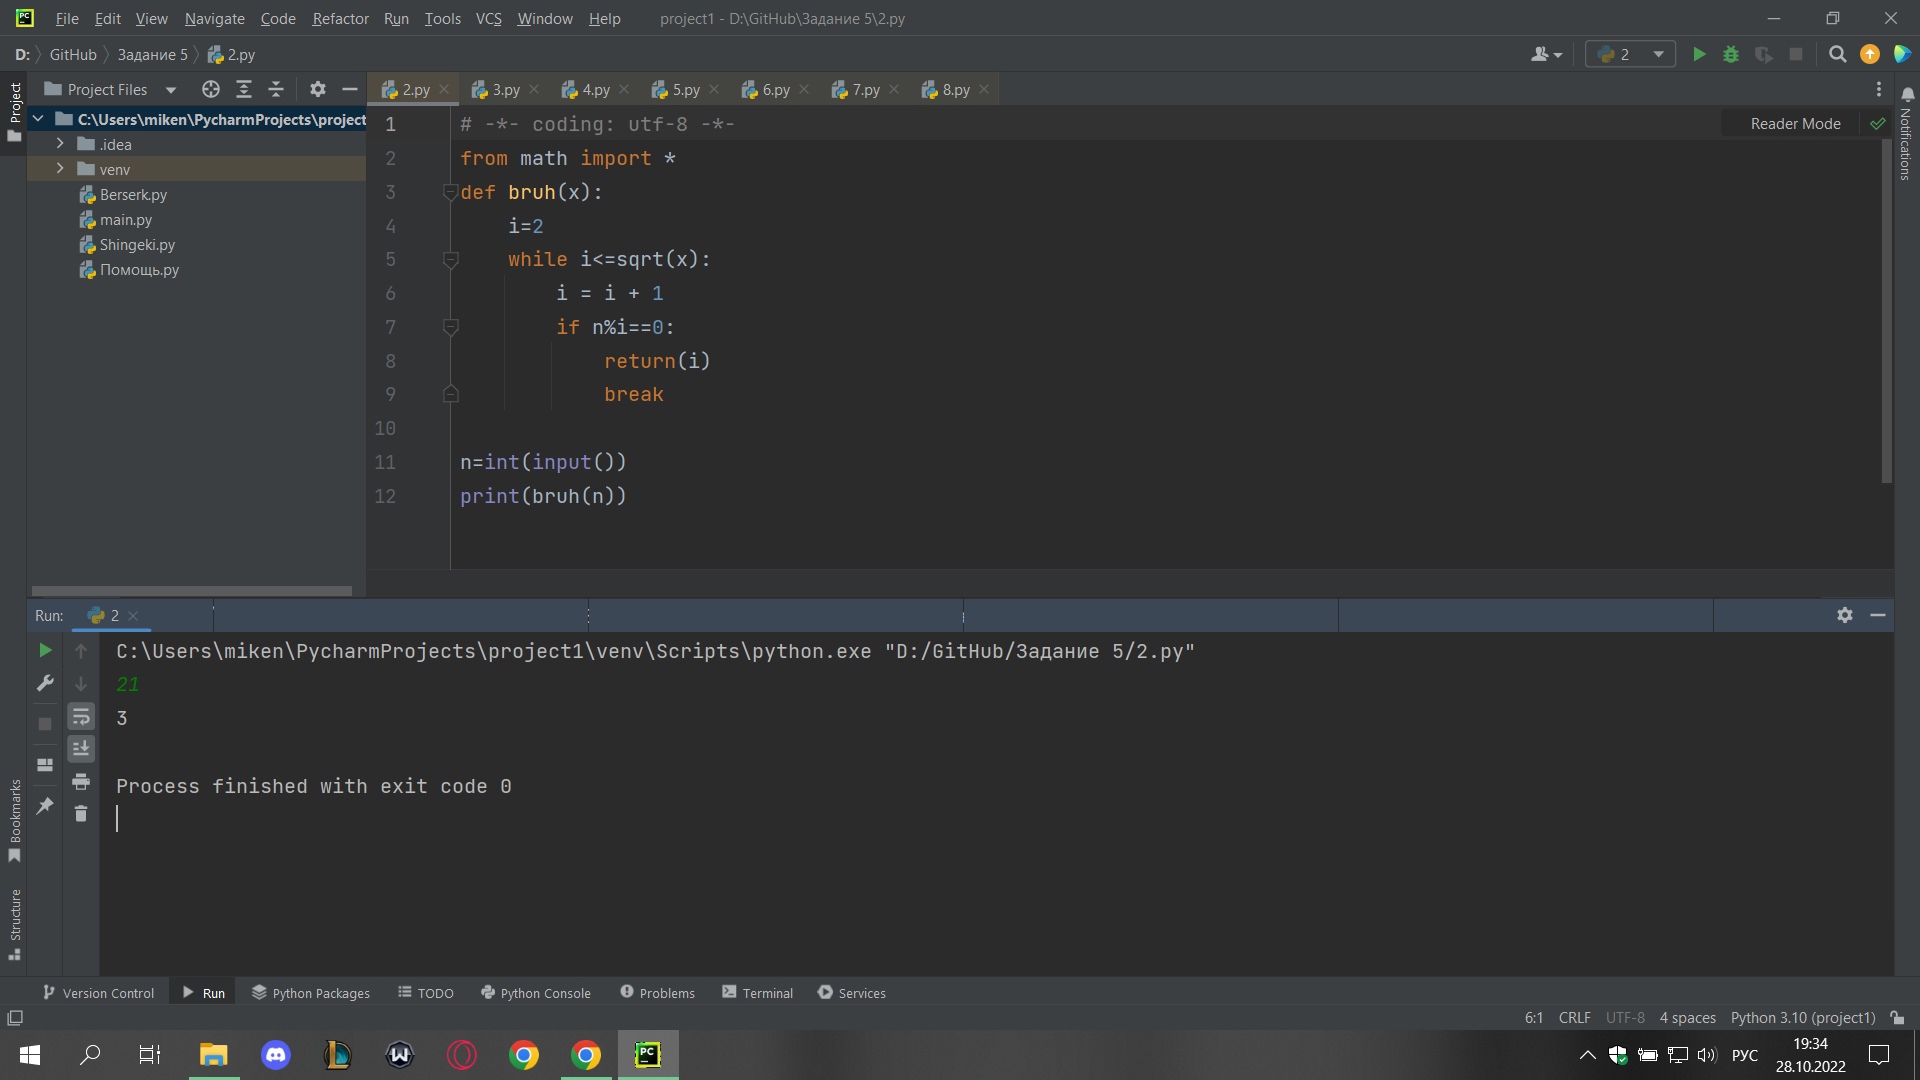 File Edit View Navigate Code Refactor Run Tools VCS Window Help project1 - D:\GitHub\Задание 5\2.py
D: GitHub Задание 5 2.py 2
Project Project Files 2.py 3.py 4.py 5.py 6.py 7.py 8.py
C:\Users\miken\PycharmProjects\project
.idea
venv
Berserk.py
main.py
Shingeki.py
Помощь.py
Reader Mode
Notifications
1 # -*- coding: utf-8 -*-
2 from math import *
3 def bruh(x):
4 i=2
5 while i<=sqrt(x):
6 i = i + 1
7 if n%i==0:
8 return(i)
9 break
10
11 n=int(input())
12 print(bruh(n))
Run: 2
C:\Users\miken\PycharmProjects\project1\venv\Scripts\python.exe "D:/GitHub/Задание 5/2.py"
21
3
Process finished with exit code 0
Bookmarks
Structure
Version Control Run Python Packages TODO Python Console Problems Terminal Services
6:1 CRLF UTF-8 4 spaces Python 3.10 (project1)
PC W PC РУС 19:34
28.10.2022